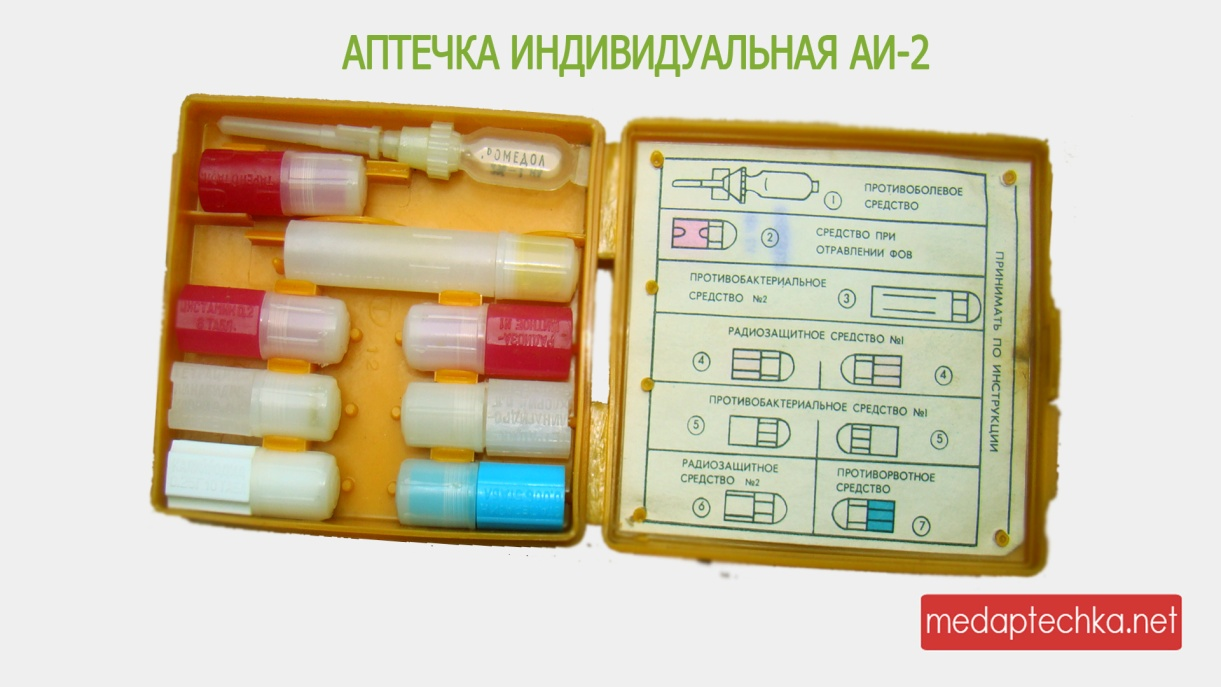 АПТЕЧКА ИНДИВИДУАЛЬНАЯ АИ-2
ПРОТИВОБОЛЕВОЕ
СРЕДСТВО
1
2
СРЕДСТВО ПРИ
ОТРАВЛЕНИИ ФОВ
ПРОТИВОБАКТЕРИАЛЬНОЕ
СРЕДСТВО №2
3
РАДИОЗАЩИТНОЕ СРЕДСТВО №1
4
4
ПРОТИВОБАКТЕРИАЛЬНОЕ СРЕДСТВО №1
5
5
РАДИОЗАЩИТНОЕ
СРЕДСТВО №2
6
ПРОТИВОРВОТНОЕ
СРЕДСТВО
7
ПРИНИМАТЬ ПО ИНСТРУКЦИИ
medaptechka.net